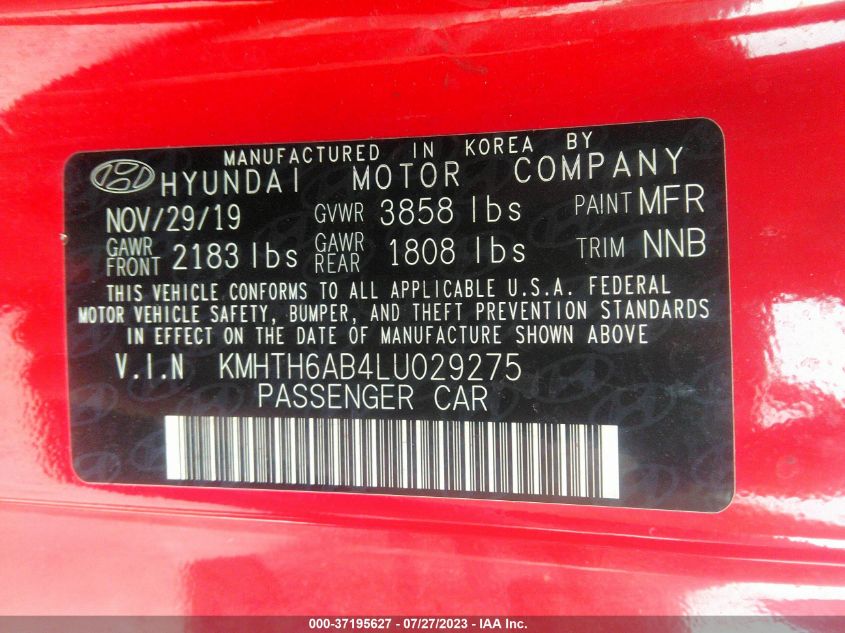 MANUFACTURED IN KOREA BY
HYUNDAI MOTOR COMPANY
NOV/29/19 GVWR 3858 lbs PAINT MFR
GAWR FRONT 2183 lbs GAWR REAR 1808 lbs TRIM NNB
THIS VEHICLE CONFORMS TO ALL APPLICABLE U.S.A. FEDERAL
MOTOR VEHICLE SAFETY, BUMPER, AND THEFT PREVENTION STANDARDS
IN EFFECT ON THE DATE OF MANUFACTURE SHOWN ABOVE
V.I.N KMHTH6AB4LU029275
PASSENGER CAR
000-37195627 / 07/27/2023 - IAA Inc.